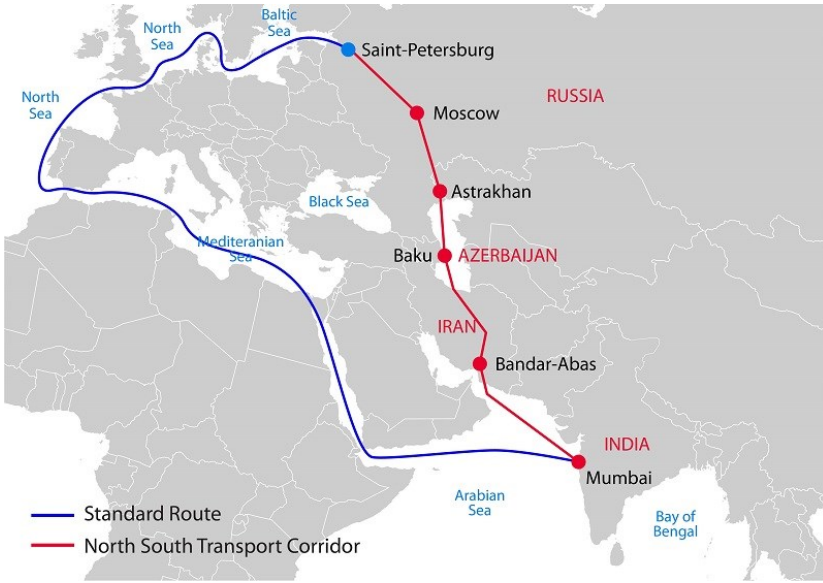 North
Sea
Baltic
Sea
Saint-Petersburg
North
Sea
RUSSIA
Moscow
Astrakhan
Black Sea
Mediteranian
Sea
Baku
AZERBAIJAN
IRAN
Bandar-Abas
INDIA
Mumbai
Arabian
Sea
Bay of
Bengal
Standard Route
North South Transport Corridor